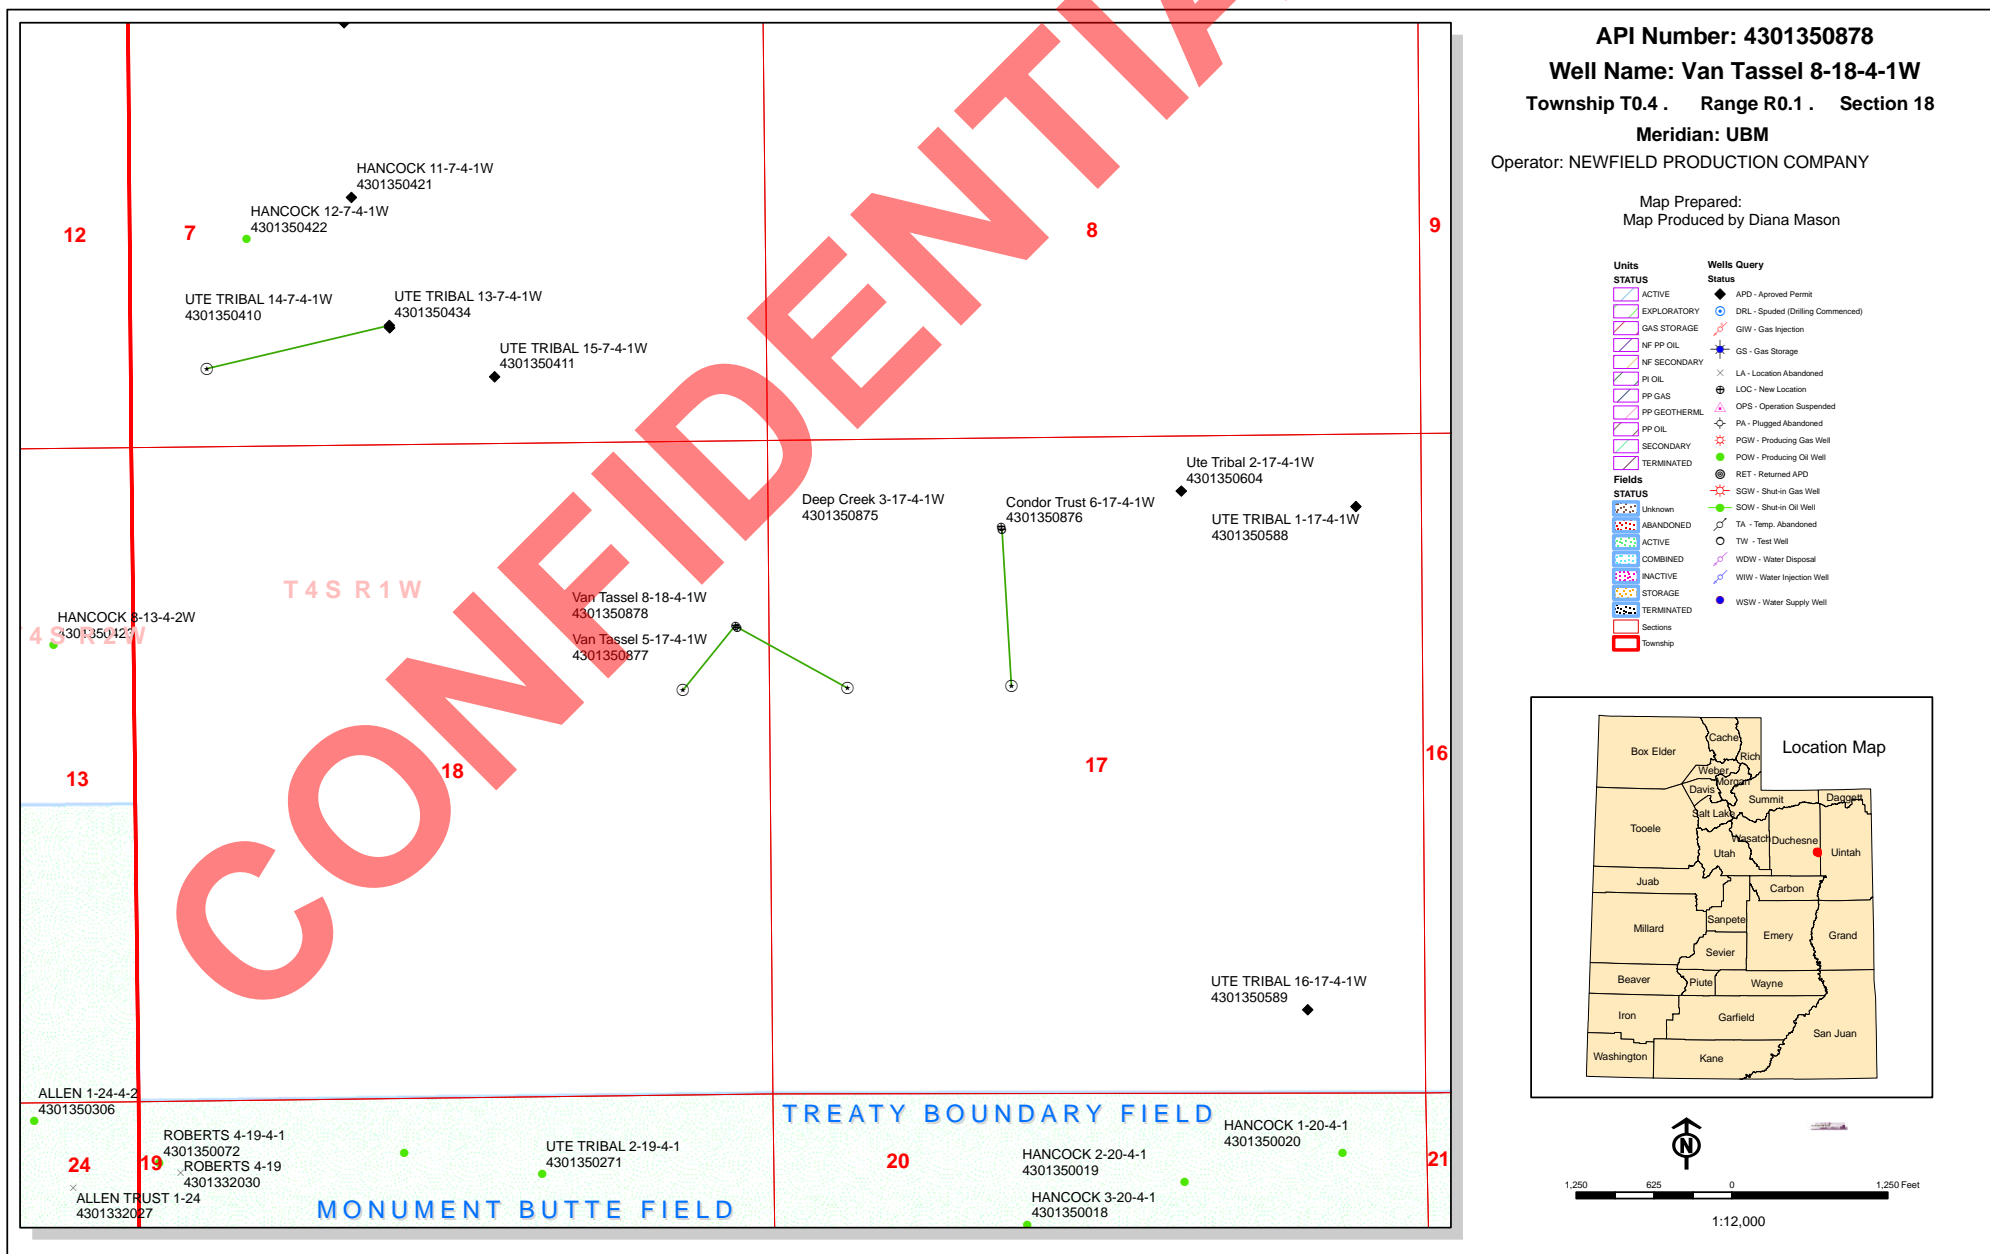 CONFIDENTIAL
HANCOCK 11-7-4-1W
4301350421
HANCOCK 12-7-4-1W
4301350422
12
7
8
9
UTE TRIBAL 14-7-4-1W
4301350410
UTE TRIBAL 13-7-4-1W
4301350434
UTE TRIBAL 15-7-4-1W
4301350411
Ute Tribal 2-17-4-1W
4301350604
Deep Creek 3-17-4-1W
4301350875
Condor Trust 6-17-4-1W
4301350876
UTE TRIBAL 1-17-4-1W
4301350588
T4S R1W
Van Tassel 8-18-4-1W
4301350878
HANCOCK 8-13-4-2W
4S R2W
Van Tassel 5-17-4-1W
4301350877
13
18
17
16
UTE TRIBAL 16-17-4-1W
4301350589
ALLEN 1-24-4-2
4301350306
TREATY BOUNDARY FIELD
HANCOCK 1-20-4-1
4301350020
ROBERTS 4-19-4-1
4301350072
UTE TRIBAL 2-19-4-1
4301350271
HANCOCK 2-20-4-1
4301350019
24
19
20
21
ROBERTS 4-19
4301332030
ALLEN TRUST 1-24
4301332027
HANCOCK 3-20-4-1
4301350018
MONUMENT BUTTE FIELD
API Number: 4301350878
Well Name: Van Tassel 8-18-4-1W
Township T0.4 . Range R0.1 . Section 18
Meridian: UBM
Operator: NEWFIELD PRODUCTION COMPANY
Map Prepared:
Map Produced by Diana Mason
Units
STATUS
ACTIVE
EXPLORATORY
GAS STORAGE
NF PP OIL
NF SECONDARY
PI OIL
PP GAS
PP GEOTHERML
PP OIL
SECONDARY
TERMINATED
Fields
STATUS
Unknown
ABANDONED
ACTIVE
COMBINED
INACTIVE
STORAGE
TERMINATED
Sections
Township
Wells Query
Status
APD - Aproved Permit
DRL - Spuded (Drilling Commenced)
GIW - Gas Injection
GS - Gas Storage
LA - Location Abandoned
LOC - New Location
OPS - Operation Suspended
PA - Plugged Abandoned
PGW - Producing Gas Well
POW - Producing Oil Well
RET - Returned APD
SGW - Shut-in Gas Well
SOW - Shut-in Oil Well
TA - Temp. Abandoned
TW - Test Well
WDW - Water Disposal
WIW - Water Injection Well
WSW - Water Supply Well
Location Map
Cache
Box Elder
Rich
Weber
Morgan
Davis
Summit
Daggett
Salt Lake
Tooele
Wasatch
Duchesne
Utah
Uintah
Juab
Carbon
Sanpete
Millard
Emery
Grand
Sevier
Beaver
Piute
Wayne
Iron
Garfield
San Juan
Washington
Kane
N
1,250 625 0 1,250 Feet
1:12,000